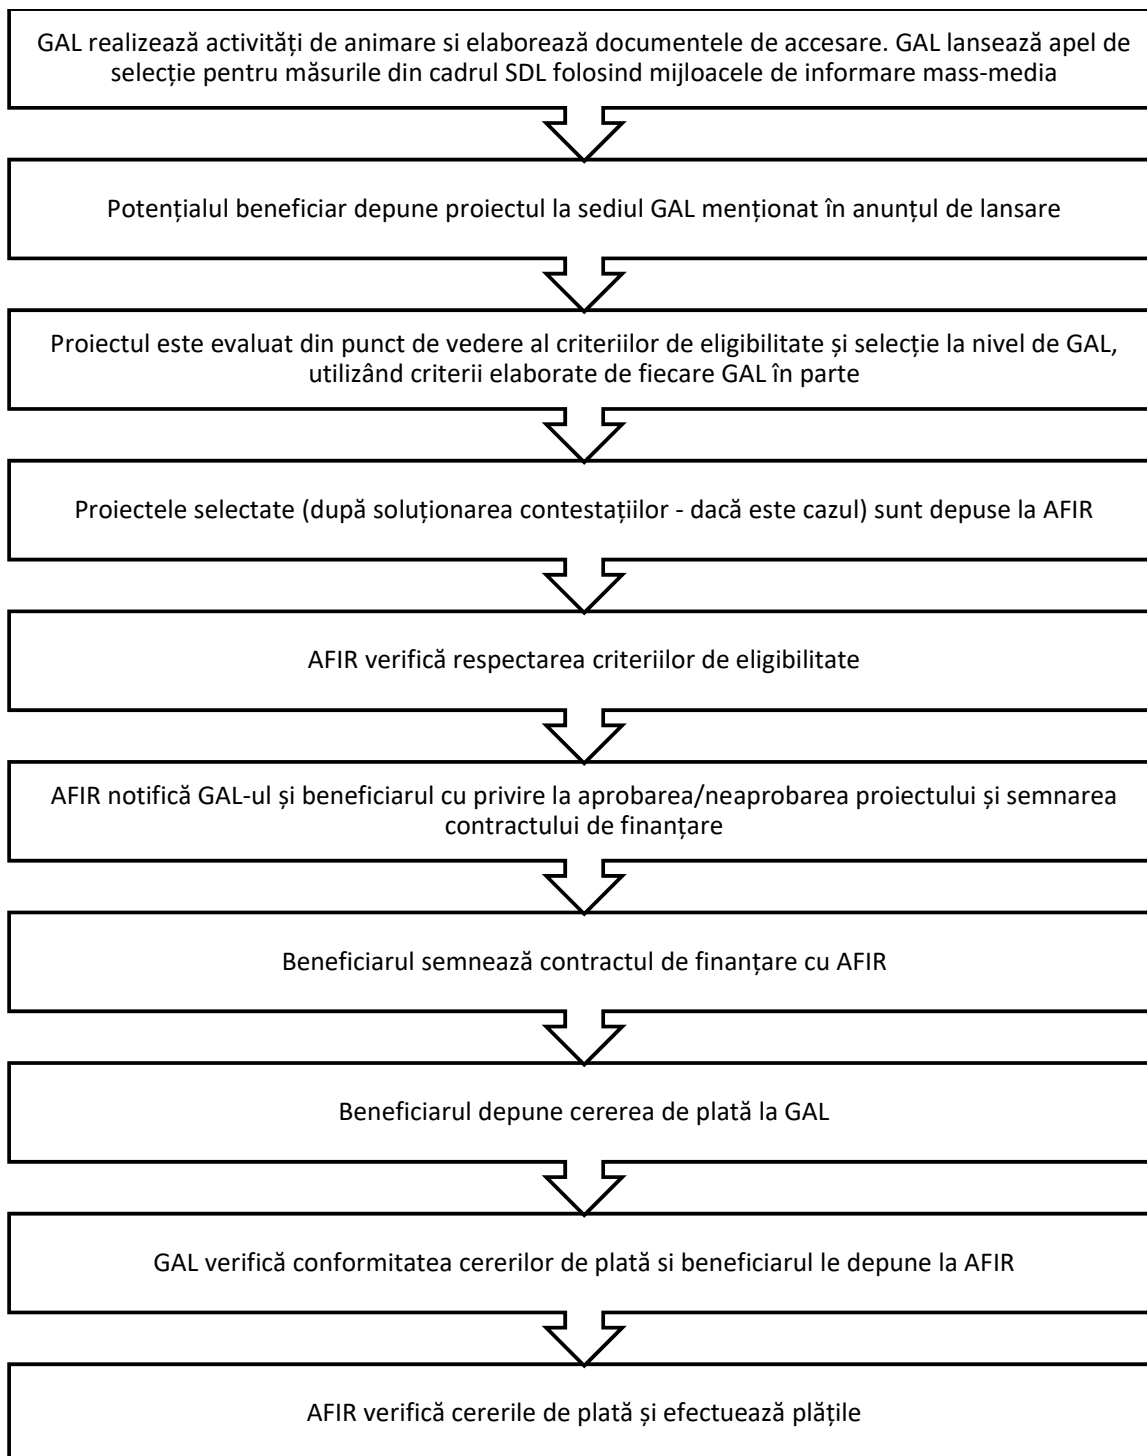 GAL realizează activități de animare si elaborează documentele de accesare. GAL lansează apel de
selecție pentru măsurile din cadrul SDL folosind mijloacele de informare mass-media
Potențialul beneficiar depune proiectul la sediul GAL menționat în anunțul de lansare
Proiectul este evaluat din punct de vedere al criteriilor de eligibilitate și selecție la nivel de GAL,
utilizând criterii elaborate de fiecare GAL în parte
Proiectele selectate (după soluționarea contestațiilor - dacă este cazul) sunt depuse la AFIR
AFIR verifică respectarea criteriilor de eligibilitate
AFIR notifică GAL-ul și beneficiarul cu privire la aprobarea/neaprobarea proiectului și semnarea
contractului de finanțare
Beneficiarul semnează contractul de finanțare cu AFIR
Beneficiarul depune cererea de plată la GAL
GAL verifică conformitatea cererilor de plată si beneficiarul le depune la AFIR
AFIR verifică cererile de plată și efectuează plățile